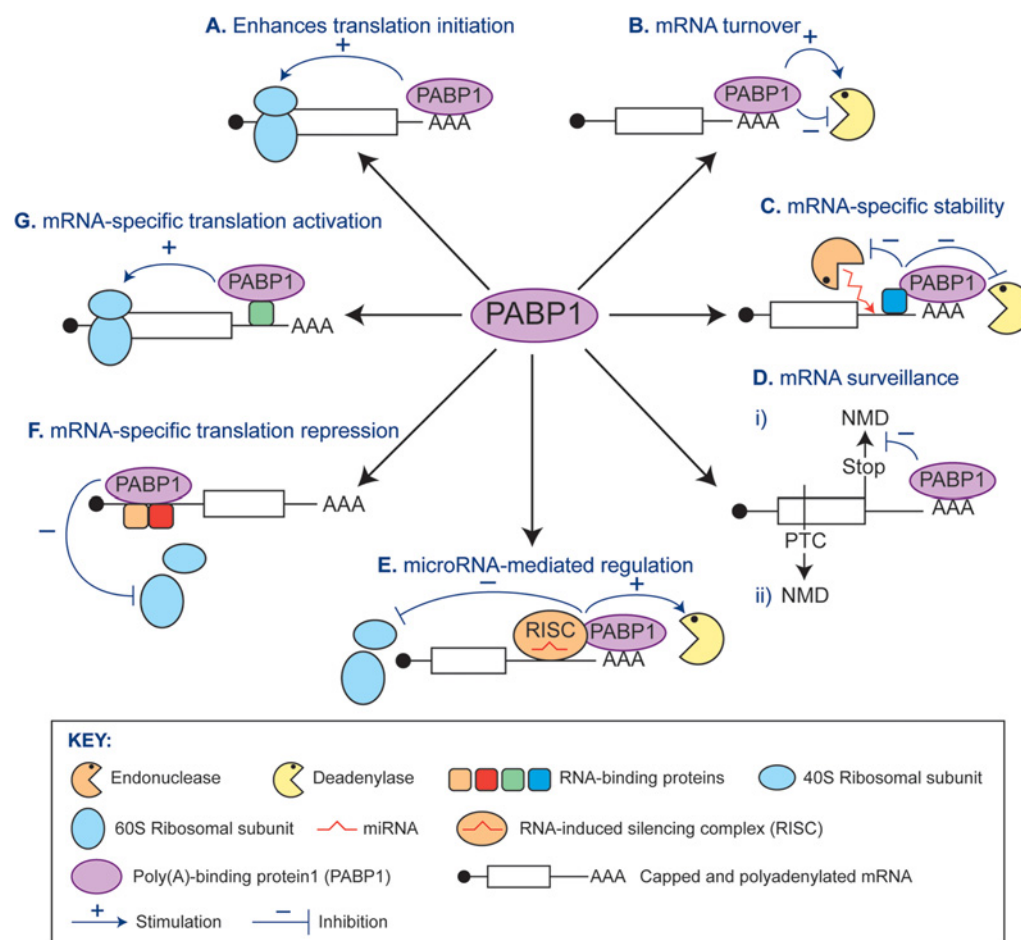 A. Enhances translation initiation
+
PABP1
AAA
B. mRNA turnover
+
PABP1
AAA
−
G. mRNA-specific translation activation
+
PABP1
AAA
C. mRNA-specific stability
−
−
PABP1
AAA
PABP1
D. mRNA surveillance
i)
NMD
−
Stop
PABP1
AAA
PTC
ii)
NMD
F. mRNA-specific translation repression
PABP1
AAA
−
E. microRNA-mediated regulation
−
+
RISC
PABP1
AAA
KEY:
Endonuclease
Deadenylase
RNA-binding proteins
40S Ribosomal subunit
60S Ribosomal subunit
miRNA
RNA-induced silencing complex (RISC)
Poly(A)-binding protein1 (PABP1)
AAA
Capped and polyadenylated mRNA
+
Stimulation
−
Inhibition